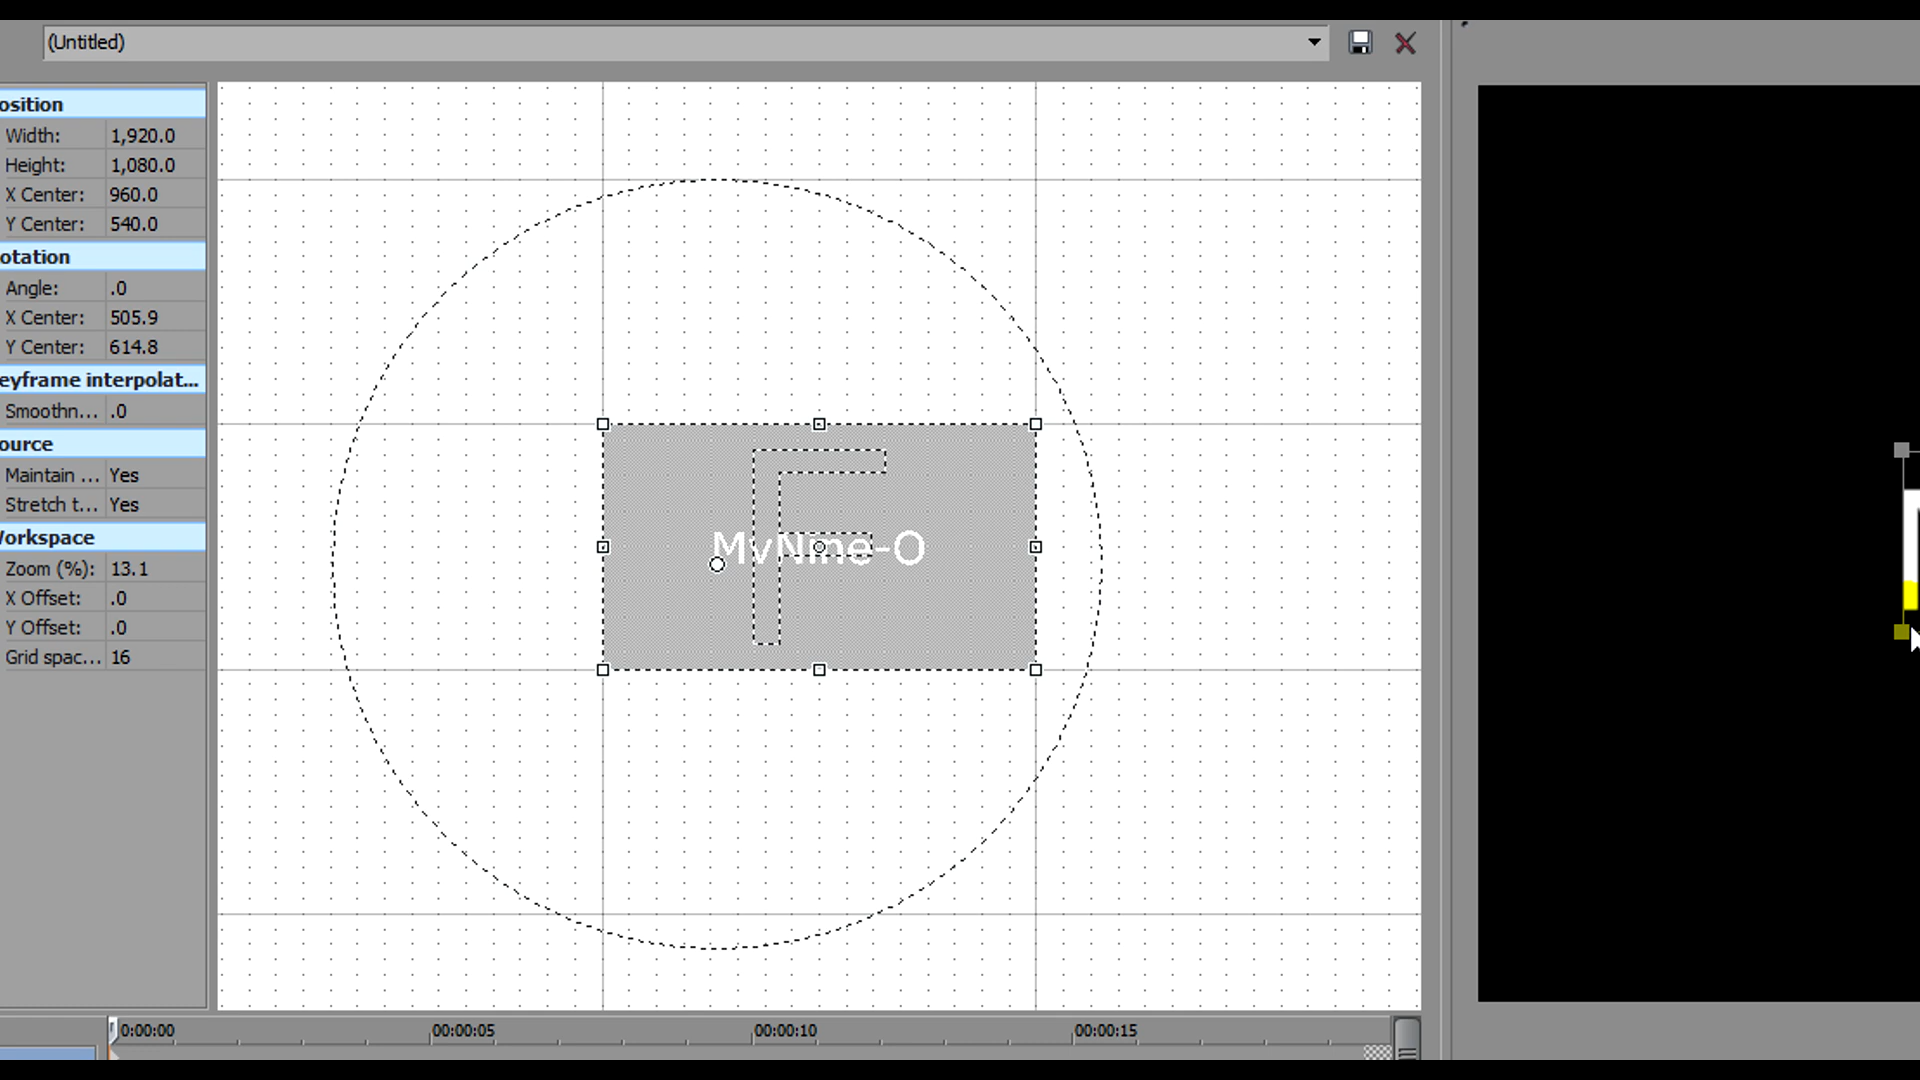 (Untitled)
osition
Width: 1,920.0
Height: 1,080.0
X Center: 960.0
Y Center: 540.0
otation
Angle: .0
X Center: 505.9
Y Center: 614.8
eyframe interpolat...
Smoothn... .0
ource
Maintain ... Yes
Stretch t... Yes
Workspace
Zoom (%): 13.1
X Offset: .0
Y Offset: .0
Grid spac... 16
F
0:00:00 00:00:05 00:00:10 00:00:15